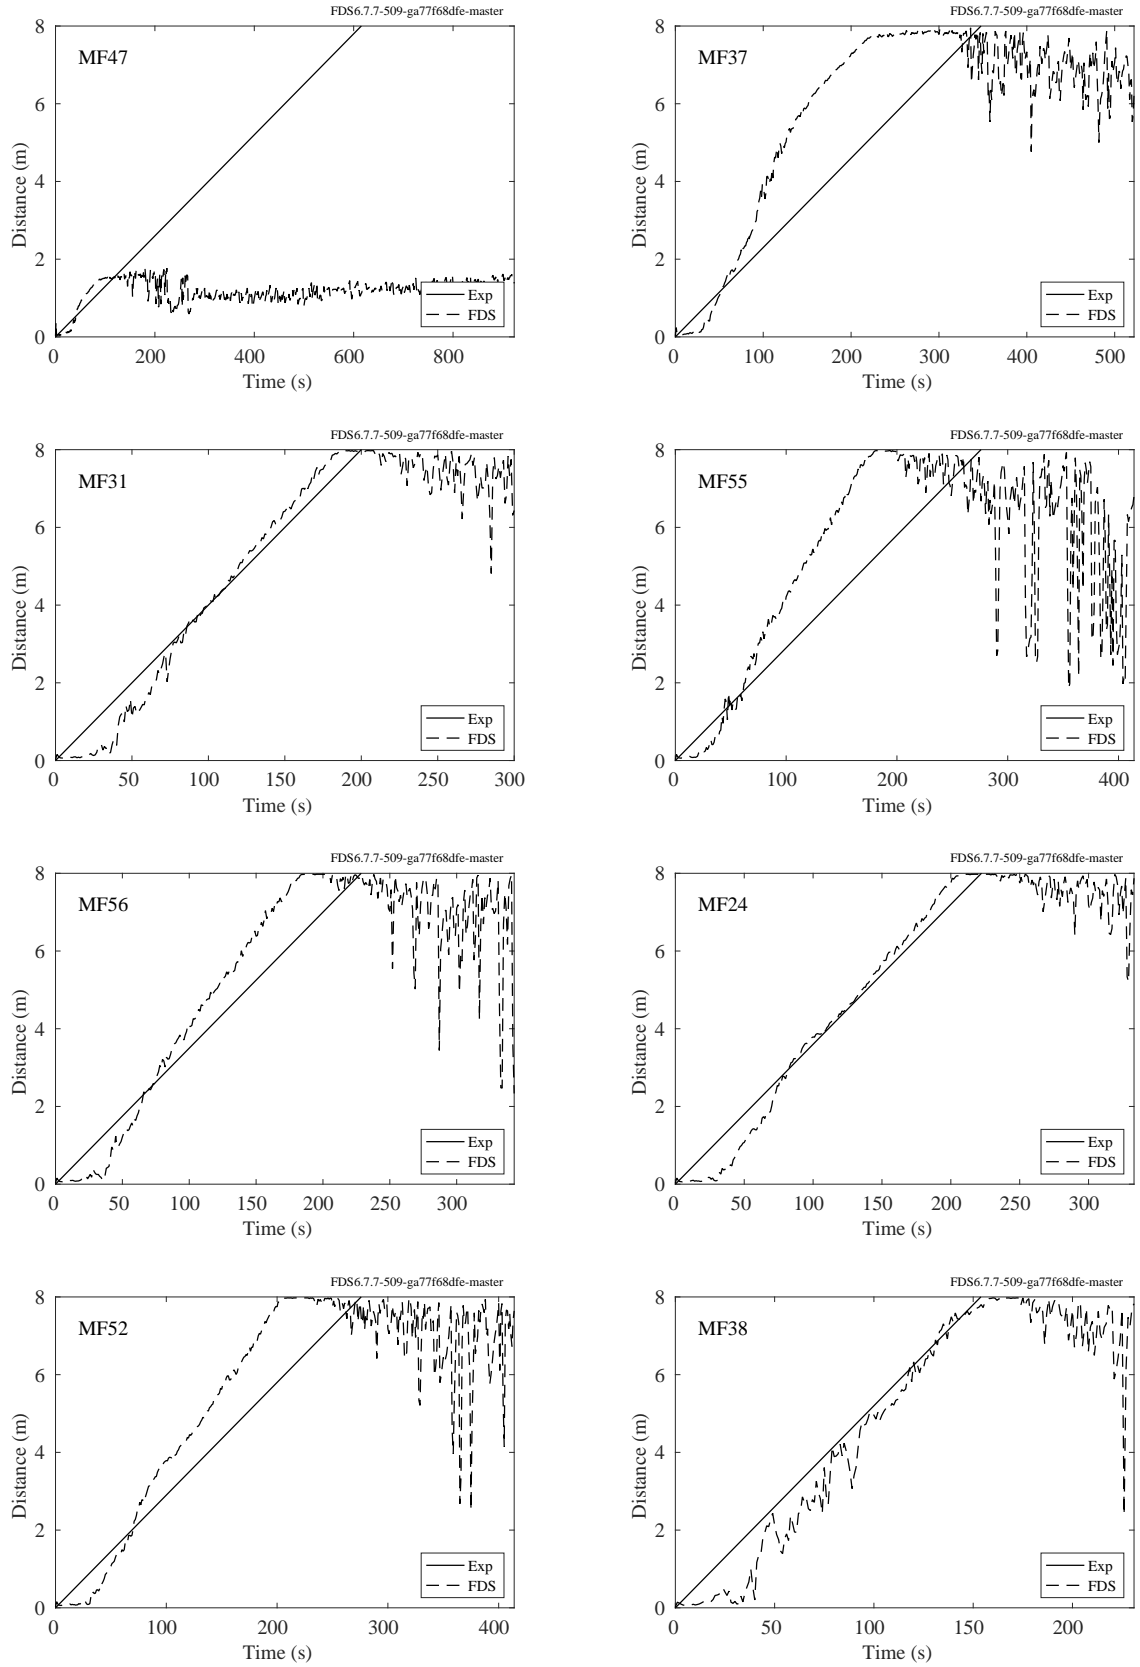 FDS6.7.7-509-ga77f68dfe-master
MF47
Distance (m)
8
6
4
2
0
0 200 400 600 800
Time (s)
Exp
FDS
FDS6.7.7-509-ga77f68dfe-master
MF37
Distance (m)
8
6
4
2
0
0 100 200 300 400 500
Time (s)
Exp
FDS
FDS6.7.7-509-ga77f68dfe-master
MF31
Distance (m)
8
6
4
2
0
0 50 100 150 200 250 300
Time (s)
Exp
FDS
FDS6.7.7-509-ga77f68dfe-master
MF55
Distance (m)
8
6
4
2
0
0 100 200 300 400
Time (s)
Exp
FDS
FDS6.7.7-509-ga77f68dfe-master
MF56
Distance (m)
8
6
4
2
0
0 50 100 150 200 250 300
Time (s)
Exp
FDS
FDS6.7.7-509-ga77f68dfe-master
MF24
Distance (m)
8
6
4
2
0
0 50 100 150 200 250 300
Time (s)
Exp
FDS
FDS6.7.7-509-ga77f68dfe-master
MF52
Distance (m)
8
6
4
2
0
0 100 200 300 400
Time (s)
Exp
FDS
FDS6.7.7-509-ga77f68dfe-master
MF38
Distance (m)
8
6
4
2
0
0 50 100 150 200
Time (s)
Exp
FDS